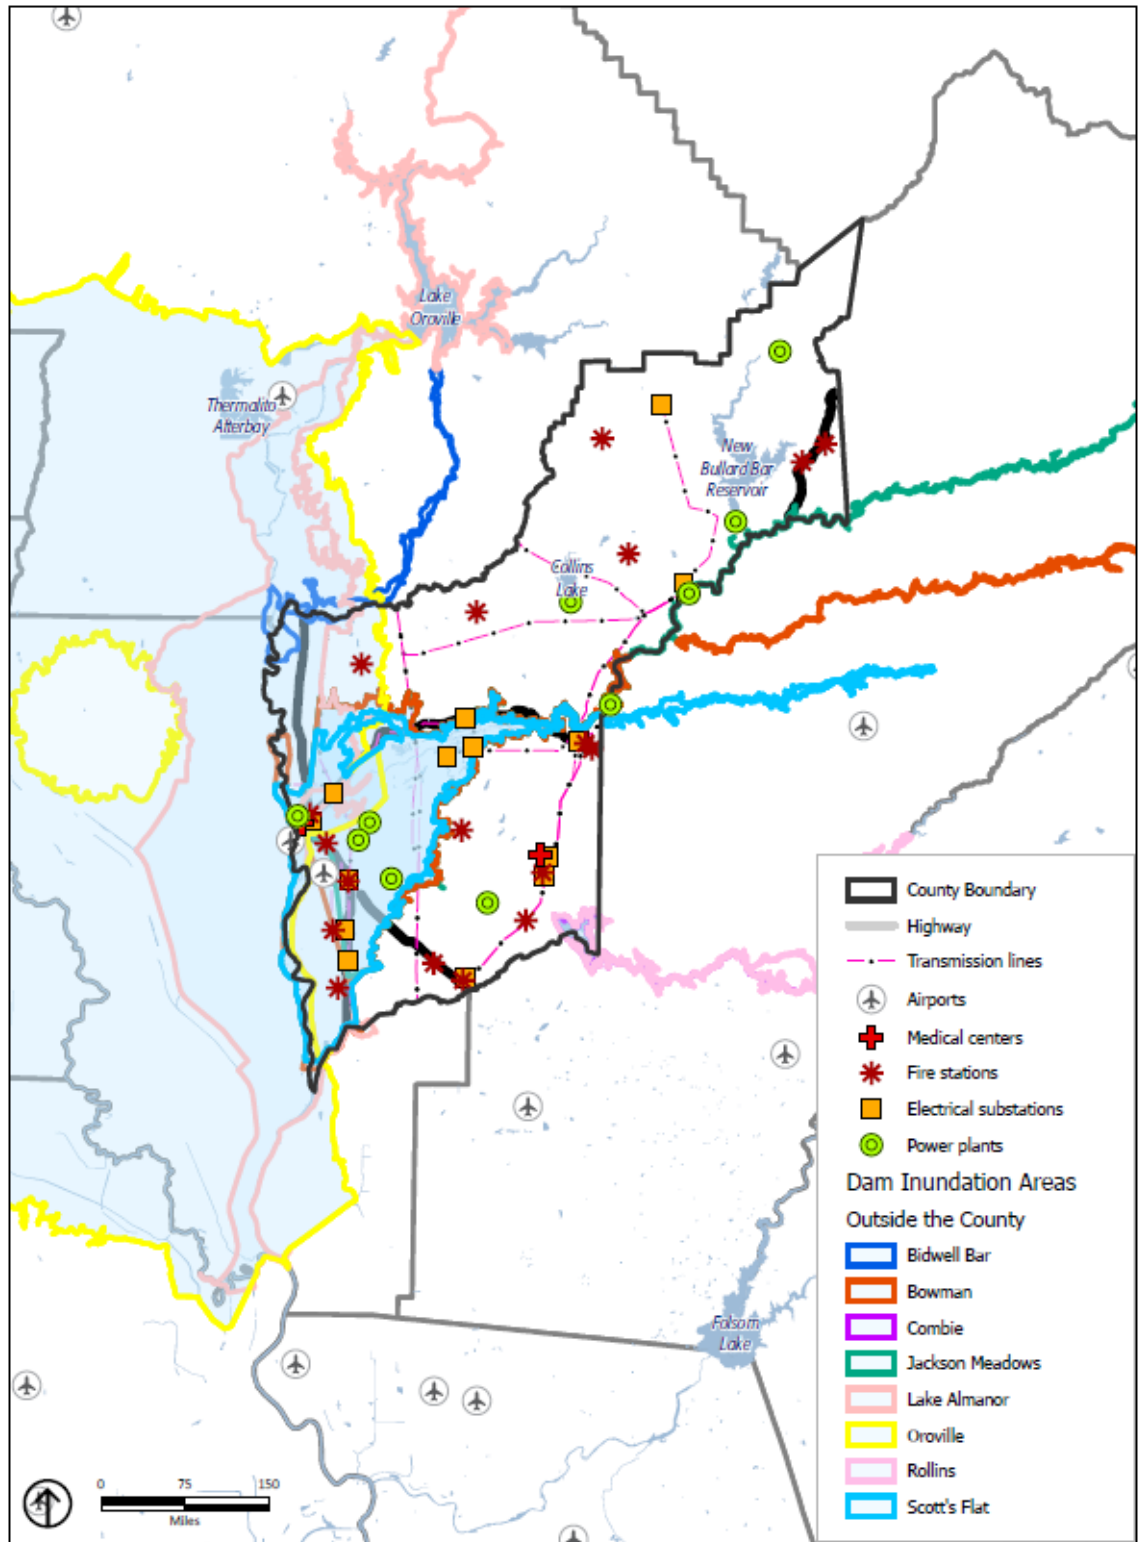 Lake
Oroville
Thermalito
Afterbay
New
Bullard Bar
Reservoir
Collins
Lake
County Boundary
Highway
Transmission lines
Airports
Medical centers
Fire stations
Electrical substations
Power plants
Dam Inundation Areas
Outside the County
Bidwell Bar
Bowman
Combie
Jackson Meadows
Lake Almanor
Oroville
Rollins
Scott's Flat
Folsom
Lake
0 75 150
Miles